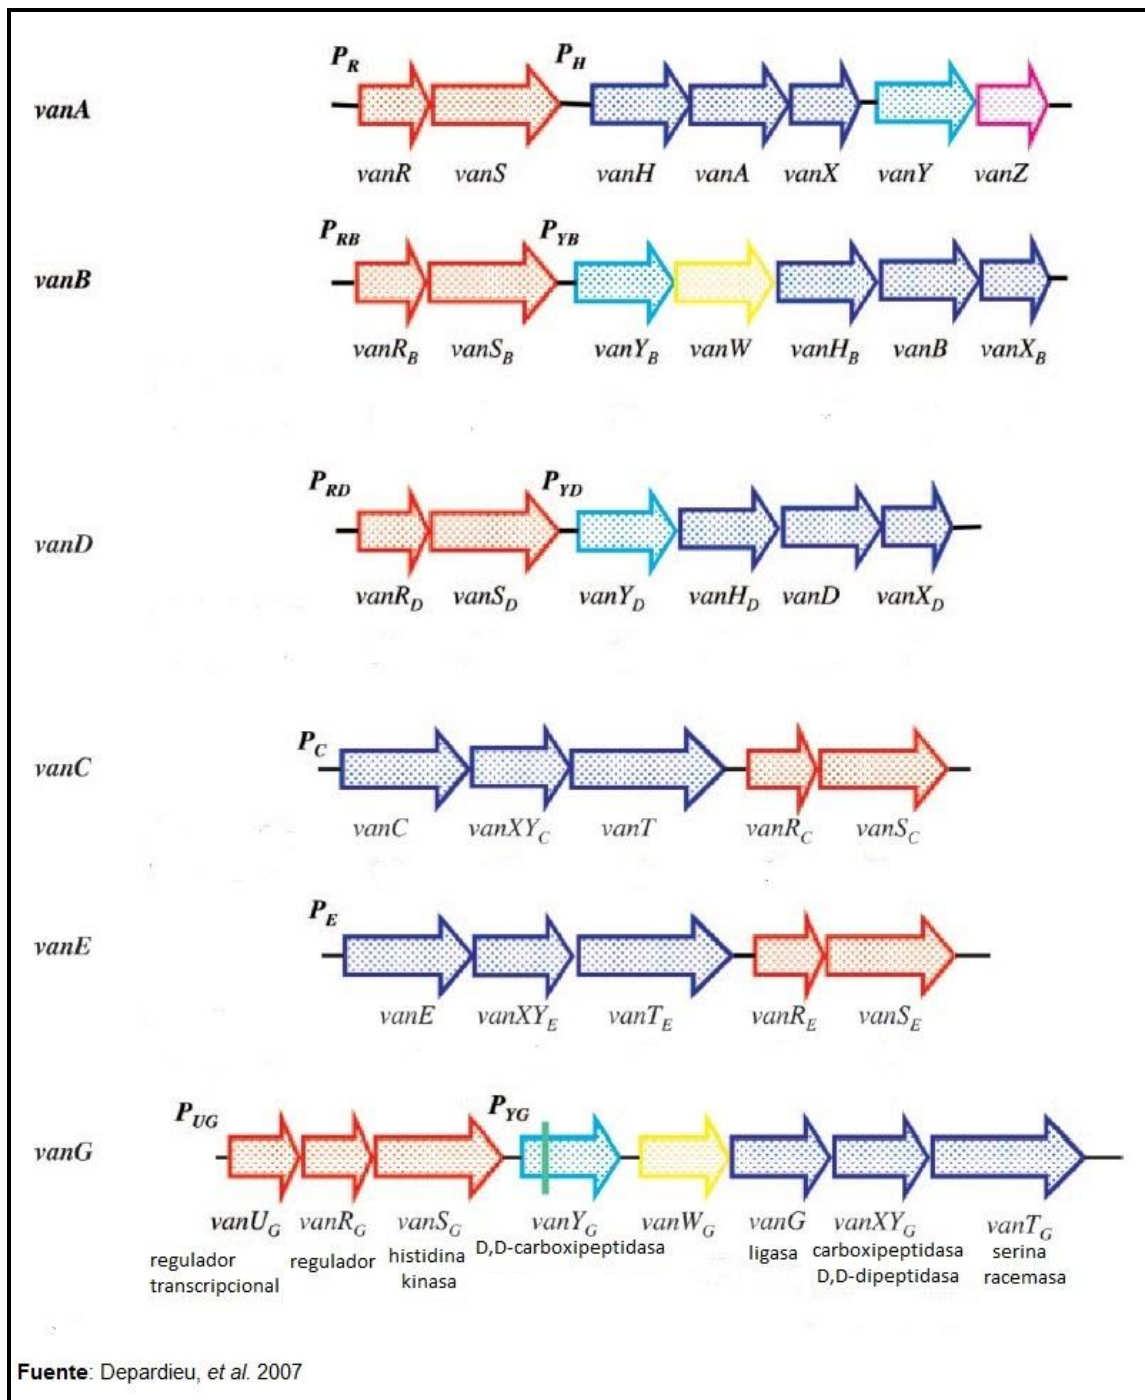 P_R P_H
vanA
vanR vanS vanH vanA vanX vanY vanZ
P_RB P_YB
vanB
vanR_B vanS_B vanY_B vanW vanH_B vanB vanX_B
P_RD P_YD
vanD
vanR_D vanS_D vanY_D vanH_D vanD vanX_D
P_C
vanC
vanC vanXY_C vanT vanR_C vanS_C
P_E
vanE
vanE vanXY_E vanT_E vanR_E vanS_E
P_UG P_YG
vanG
vanU_G vanR_G vanS_G vanY_G vanW_G vanG vanXY_G vanT_G
regulador transcripcional
regulador
histidina kinasa
D,D-carboxipeptidasa
ligasa
carboxipeptidasa D,D-dipeptidasa
serina racemasa
Fuente: Depardieu, et al. 2007